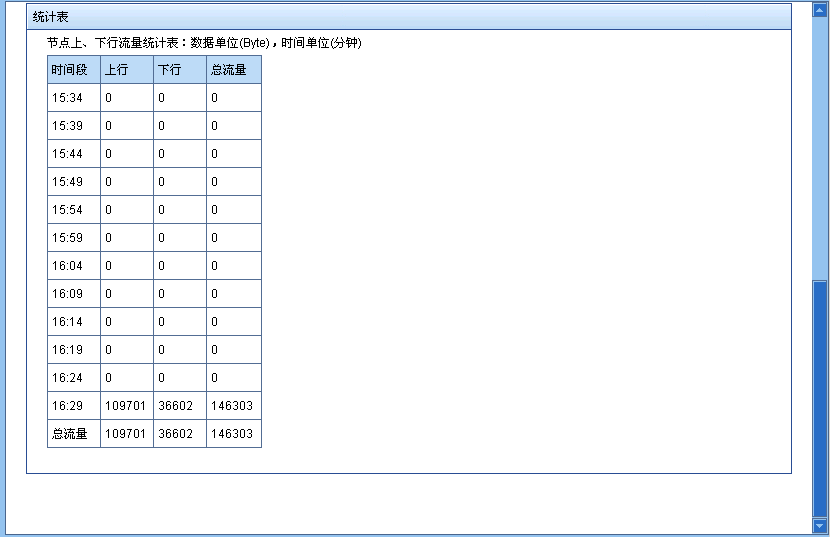 统计表
节点上、下行流量统计表：数据单位(Byte)，时间单位(分钟)
时间段 上行 下行 总流量
15:34 0 0 0
15:39 0 0 0
15:44 0 0 0
15:49 0 0 0
15:54 0 0 0
15:59 0 0 0
16:04 0 0 0
16:09 0 0 0
16:14 0 0 0
16:19 0 0 0
16:24 0 0 0
16:29 109701 36602 146303
总流量 109701 36602 146303